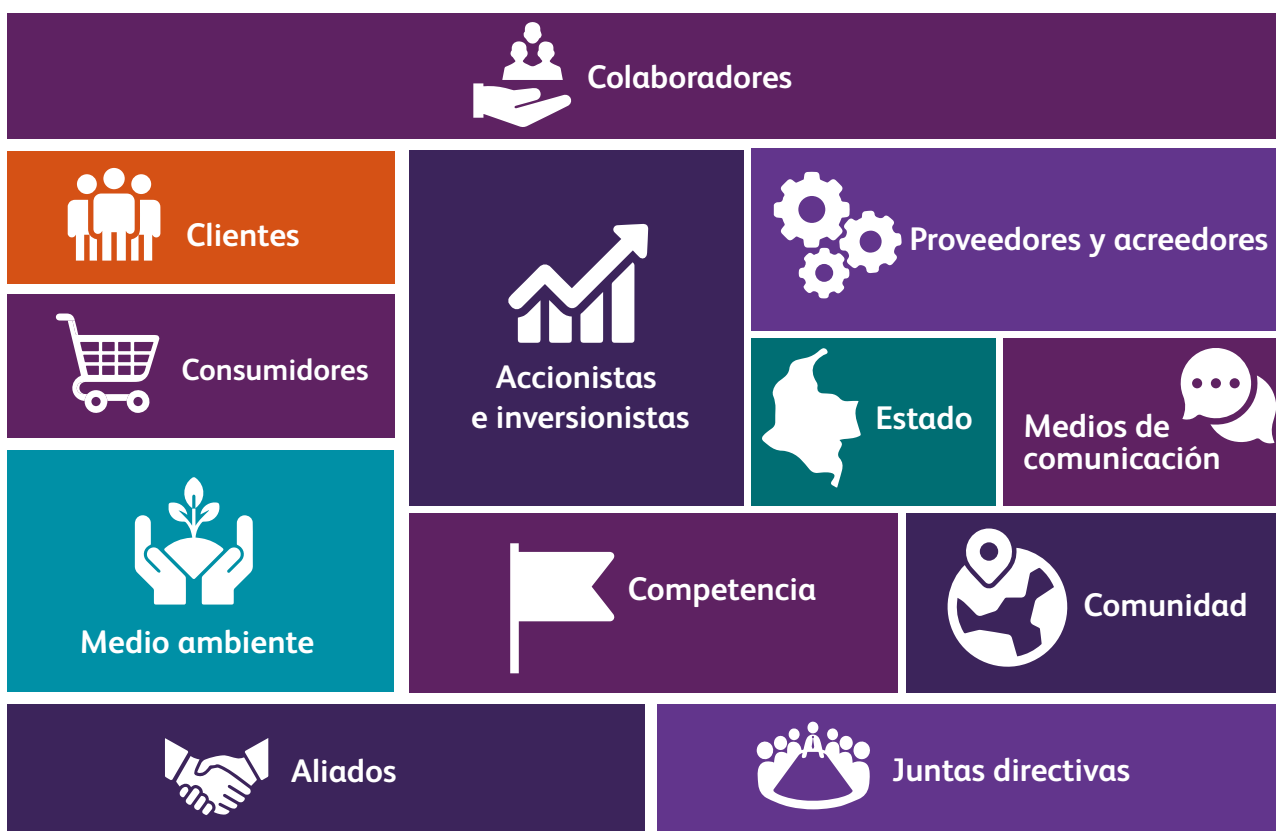 Colaboradores
Clientes
Consumidores
Accionistas
e inversionistas
Proveedores y acreedores
Estado
Medios de
comunicación
Medio ambiente
Competencia
Comunidad
Aliados
Juntas directivas